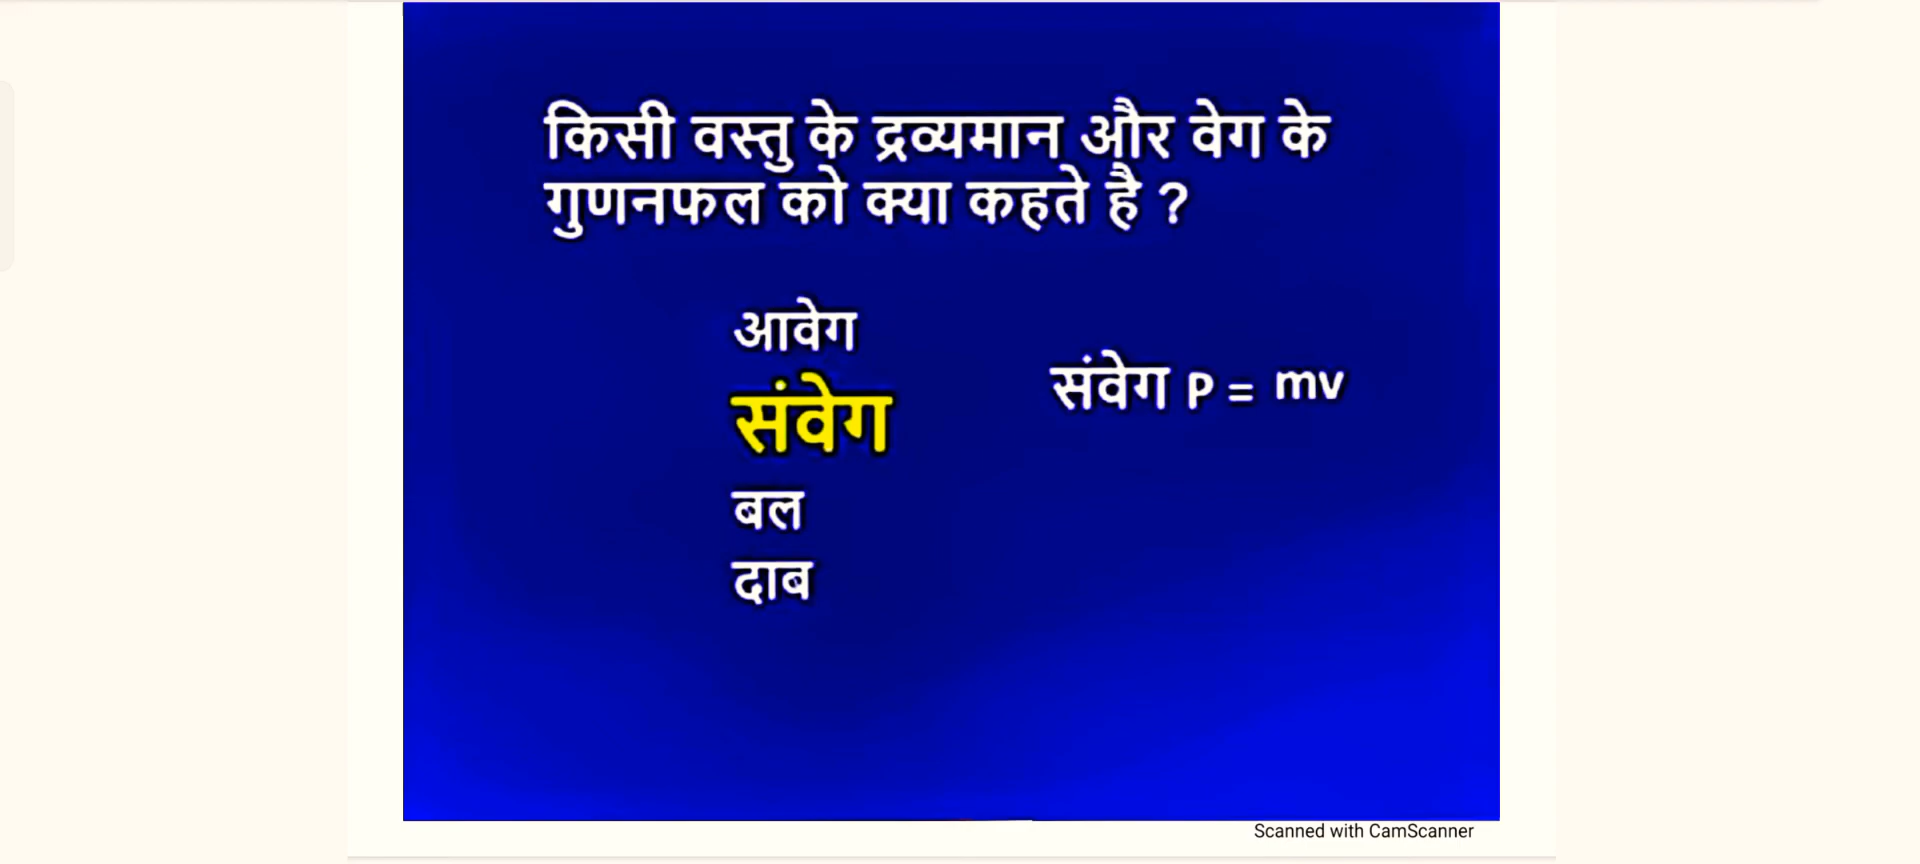 किसी वस्तु के द्रव्यमान और वेग के
गुणनफल को क्या कहते है ?
आवेग
संवेग
संवेग P = mv
बल
दाब
Scanned with CamScanner